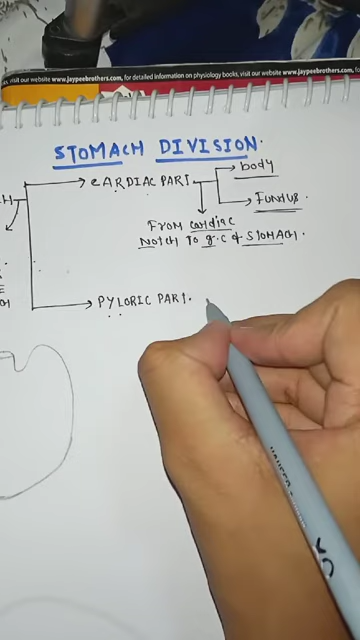 visit our website www.jaypeebrothers.com, for detailed information on physiology books, visit our website www.jaypeebrothers.com, for
STOMACH DIVISION.
H
CARDIAC PART.
body
FUNDUS.
From cardiac
Notch To g.c of STOMACH.
PYLORIC PART.